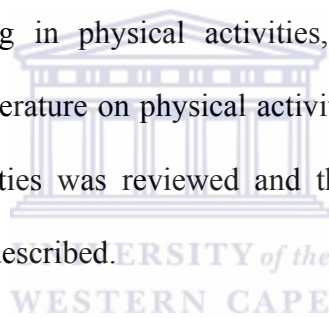 g in physical activities,
erature on physical activit
ties was reviewed and th
escribed.
UNIVERSITY of the
WESTERN CAPE